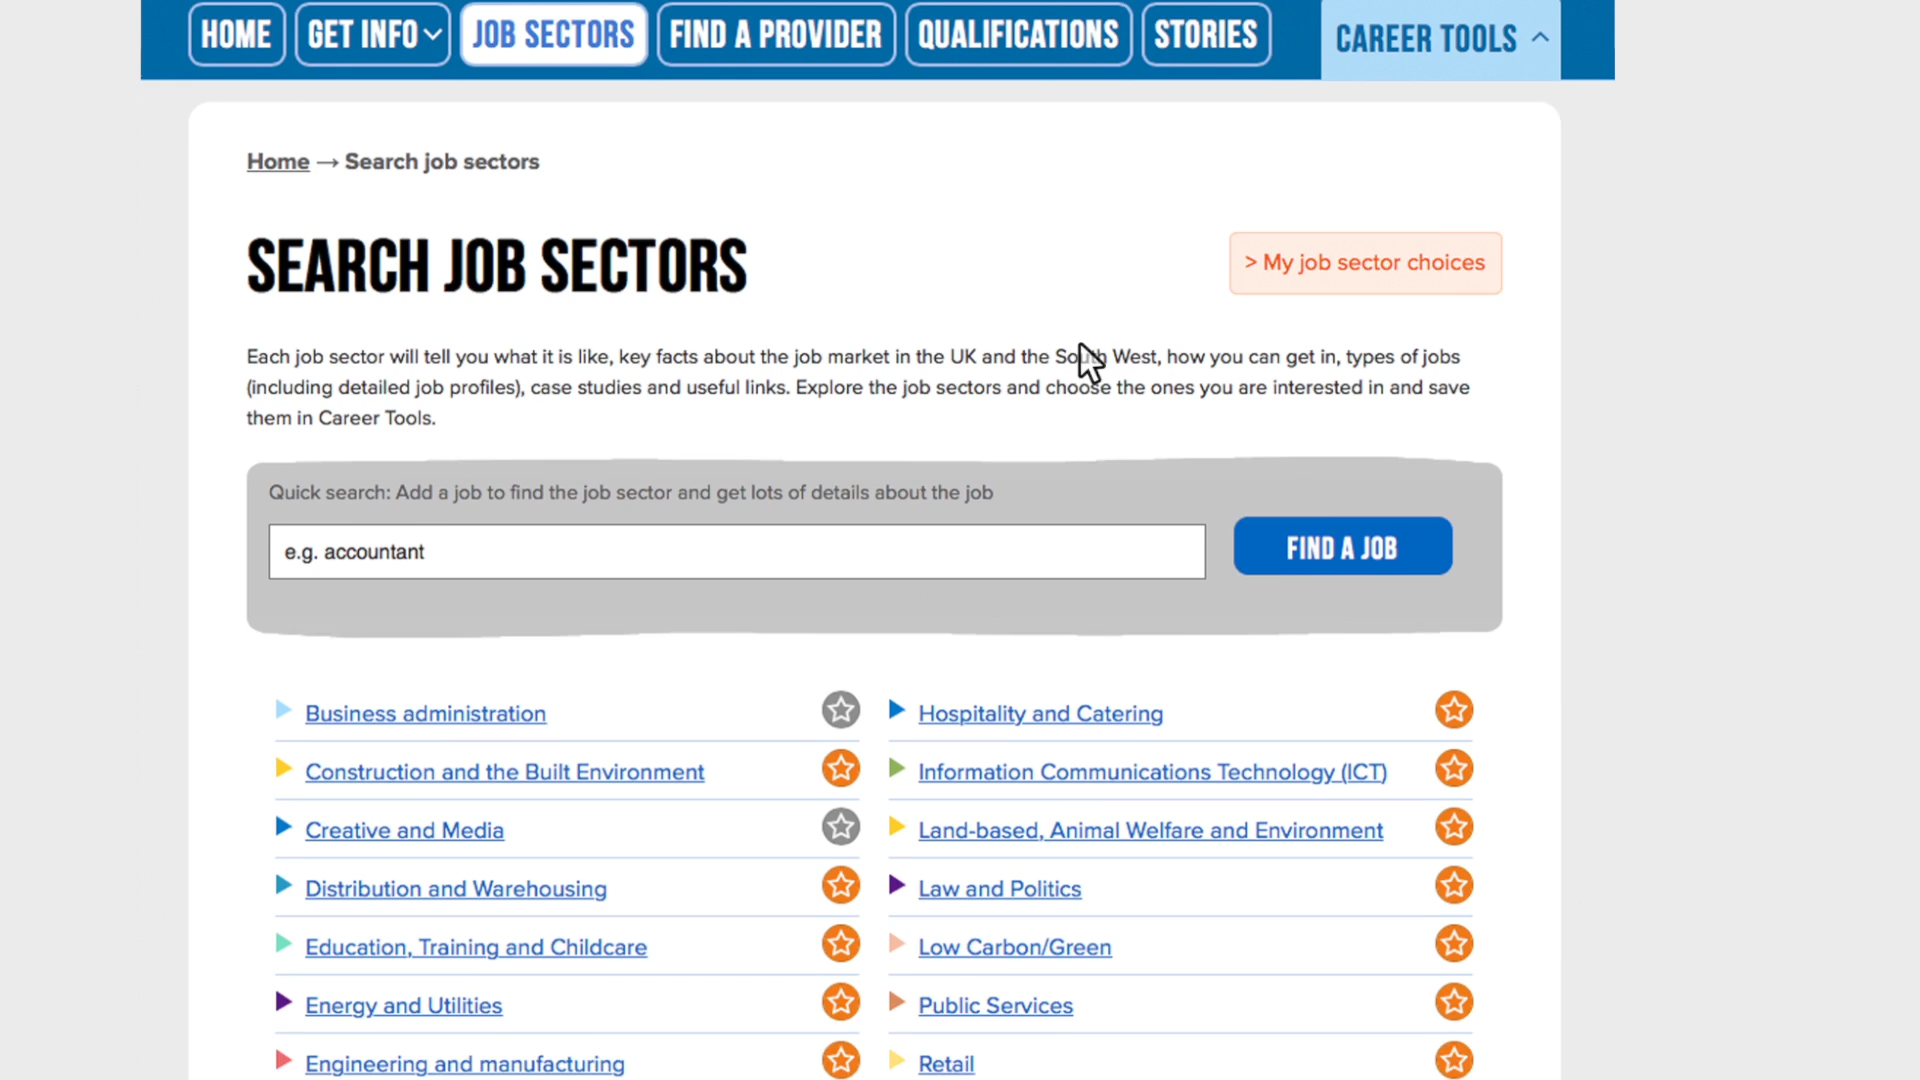 HOME GET INFO JOB SECTORS FIND A PROVIDER QUALIFICATIONS STORIES CAREER TOOLS
Home → Search job sectors
SEARCH JOB SECTORS
> My job sector choices
Each job sector will tell you what it is like, key facts about the job market in the UK and the South West, how you can get in, types of jobs
(including detailed job profiles), case studies and useful links. Explore the job sectors and choose the ones you are interested in and save
them in Career Tools.
Quick search: Add a job to find the job sector and get lots of details about the job
e.g. accountant
FIND A JOB
Business administration
Construction and the Built Environment
Creative and Media
Distribution and Warehousing
Education, Training and Childcare
Energy and Utilities
Engineering and manufacturing
Hospitality and Catering
Information Communications Technology (ICT)
Land-based, Animal Welfare and Environment
Law and Politics
Low Carbon/Green
Public Services
Retail